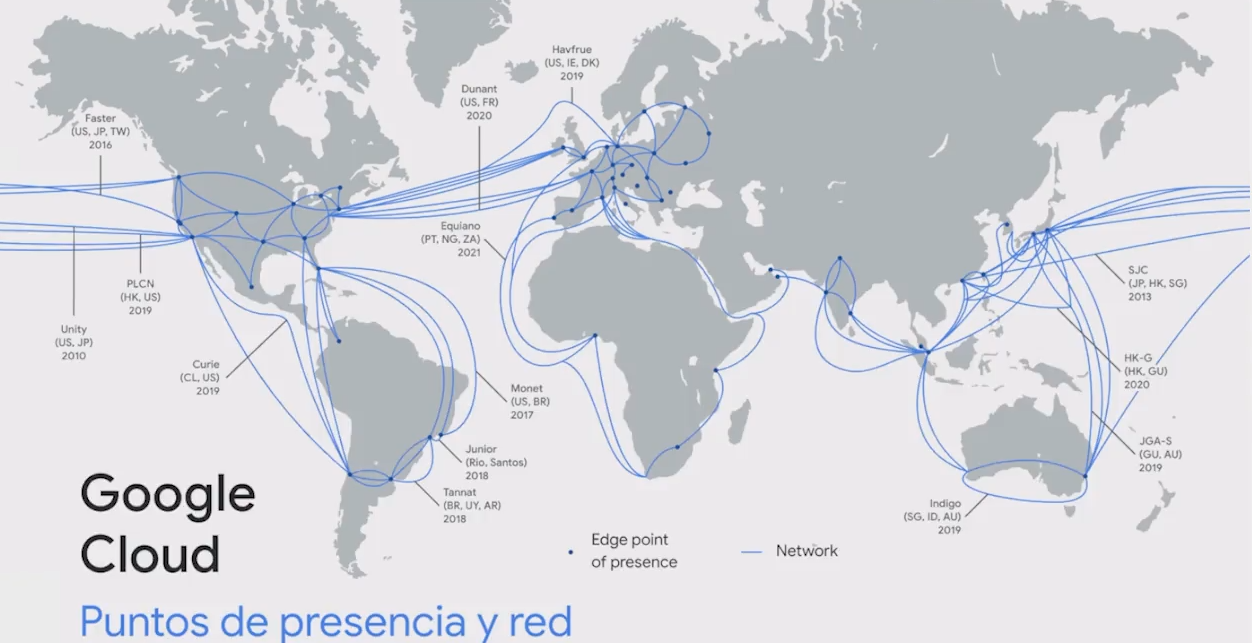 Havfrue
(US, IE, DK)
2019
Dunant
(US, FR)
2020
Faster
(US, JP, TW)
2016
Equiano
(PT, NG, ZA)
2021
PLCN
(HK, US)
2019
SJC
(JP, HK, SG)
2013
Unity
(US, JP)
2010
Curie
(CL, US)
2019
HK-G
(HK, GU)
2020
Monet
(US, BR)
2017
Junior
(Rio, Santos)
2018
JGA-S
(GU, AU)
2019
Tannat
(BR, UY, AR)
2018
Indigo
(SG, ID, AU)
2019
Google
Cloud
Edge point
of presence
Network
Puntos de presencia y red